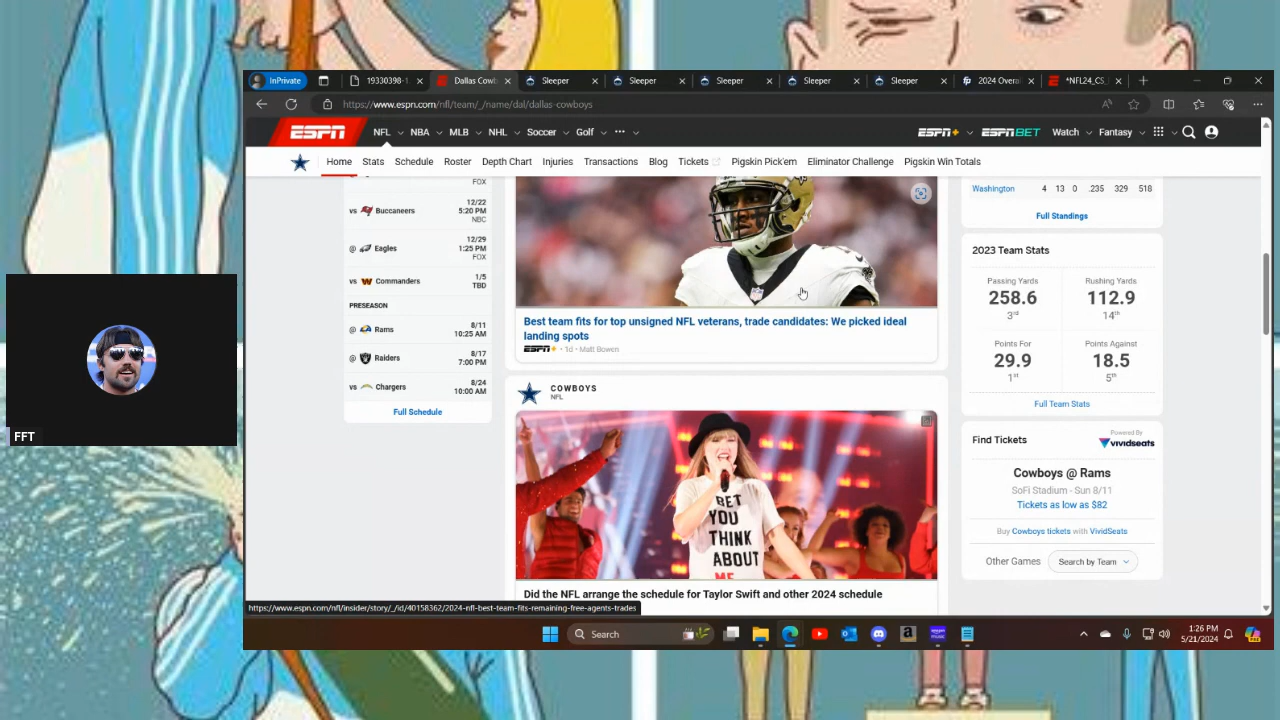 InPrivate
19330398-1
Dallas Cowb
Sleeper
Sleeper
Sleeper
Sleeper
Sleeper
2024 Overa
*NFL24_CS_
https://www.espn.com/nfl/team/_/name/dal/dallas-cowboys
ESPN
NFL
NBA
MLB
NHL
Soccer
Golf
ESPN+
ESPN BET
Watch
Fantasy
Home
Stats
Schedule
Roster
Depth Chart
Injuries
Transactions
Blog
Tickets
Pigskin Pick'em
Eliminator Challenge
Pigskin Win Totals
FOX
vs Buccaneers
12/22
5:20 PM
NBC
@ Eagles
12/29
1:25 PM
FOX
vs Commanders
1/5
TBD
PRESEASON
@ Rams
8/11
10:25 AM
@ Raiders
8/17
7:00 PM
vs Chargers
8/24
10:00 AM
Full Schedule
Best team fits for top unsigned NFL veterans, trade candidates: We picked ideal
landing spots
ESPN+ • 1d • Matt Bowen
COWBOYS
NFL
BET
YOU
THINK
ABOUT
ME
Did the NFL arrange the schedule for Taylor Swift and other 2024 schedule
Washington 4 13 0 .235 329 518
Full Standings
2023 Team Stats
Passing Yards
258.6
3rd
Rushing Yards
112.9
14th
Points For
29.9
1st
Points Against
18.5
5th
Full Team Stats
Find Tickets
Powered By
vividseats
Cowboys @ Rams
SoFi Stadium - Sun 8/11
Tickets as low as $82
Buy Cowboys tickets with VividSeats
Other Games
Search by Team
https://www.espn.com/nfl/insider/story/_/id/40158362/2024-nfl-best-team-fits-remaining-free-agents-trades
Search
1:26 PM
5/21/2024
FFT